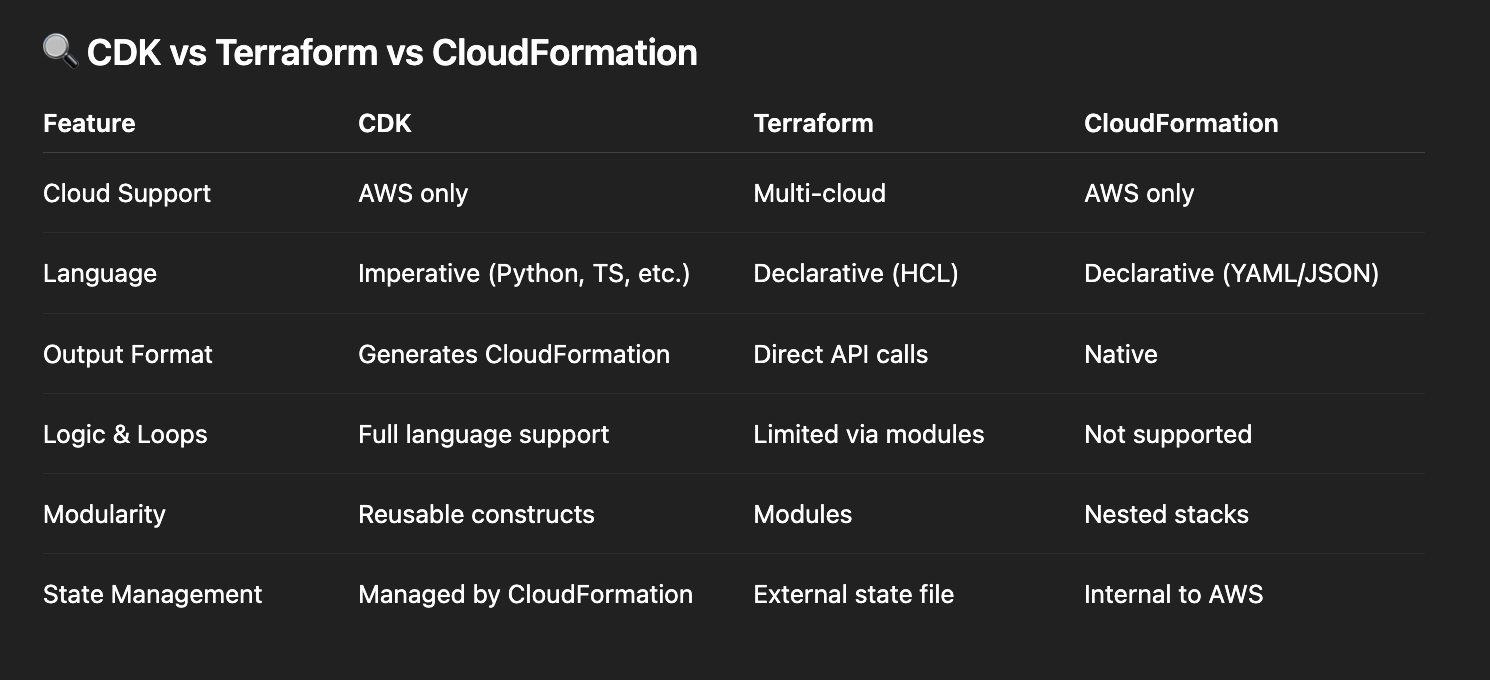 🔍 CDK vs Terraform vs CloudFormation
Feature CDK Terraform CloudFormation
Cloud Support AWS only Multi-cloud AWS only
Language Imperative (Python, TS, etc.) Declarative (HCL) Declarative (YAML/JSON)
Output Format Generates CloudFormation Direct API calls Native
Logic & Loops Full language support Limited via modules Not supported
Modularity Reusable constructs Modules Nested stacks
State Management Managed by CloudFormation External state file Internal to AWS